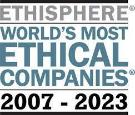 ETHISPHERE®
WORLD'S MOST
ETHICAL
COMPANIES®
2007 - 2023